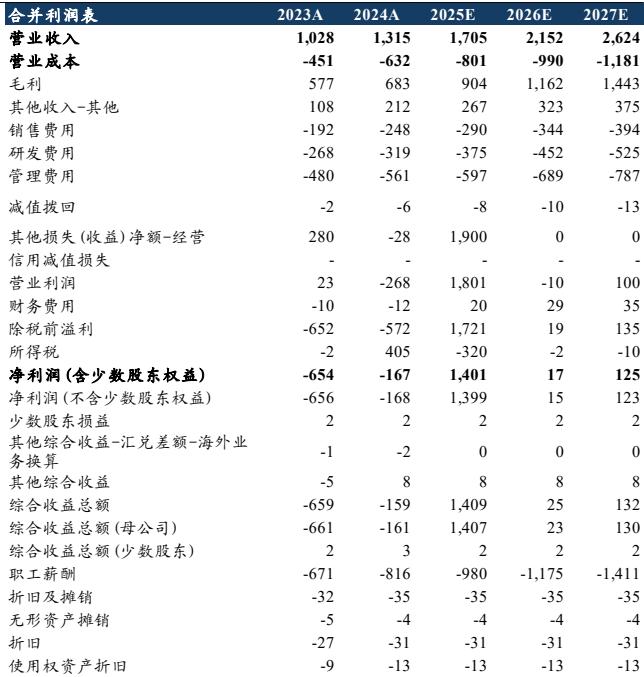 合并利润表 2023A 2024A 2025E 2026E 2027E
营业收入 1,028 1,315 1,705 2,152 2,624
营业成本 -451 -632 -801 -990 -1,181
毛利 577 683 904 1,162 1,443
其他收入-其他 108 212 267 323 375
销售费用 -192 -248 -290 -344 -394
研发费用 -268 -319 -375 -452 -525
管理费用 -480 -561 -597 -689 -787
减值拨回 -2 -6 -8 -10 -13
其他损失(收益)净额-经营 280 -28 1,900 0 0
信用减值损失 - - - - -
营业利润 23 -268 1,801 -10 100
财务费用 -10 -12 20 29 35
除税前溢利 -652 -572 1,721 19 135
所得税 -2 405 -320 -2 -10
净利润(含少数股东权益) -654 -167 1,401 17 125
净利润(不含少数股东权益) -656 -168 1,399 15 123
少数股东损益 2 2 2 2 2
其他综合收益-汇兑差额-海外业
务换算 -1 -2 0 0 0
其他综合收益 -5 8 8 8 8
综合收益总额 -659 -159 1,409 25 132
综合收益总额(母公司) -661 -161 1,407 23 130
综合收益总额(少数股东) 2 3 2 2 2
职工薪酬 -671 -816 -980 -1,175 -1,411
折旧及摊销 -32 -35 -35 -35 -35
无形资产摊销 -5 -4 -4 -4 -4
折旧 -27 -31 -31 -31 -31
使用权资产折旧 -9 -13 -13 -13 -13